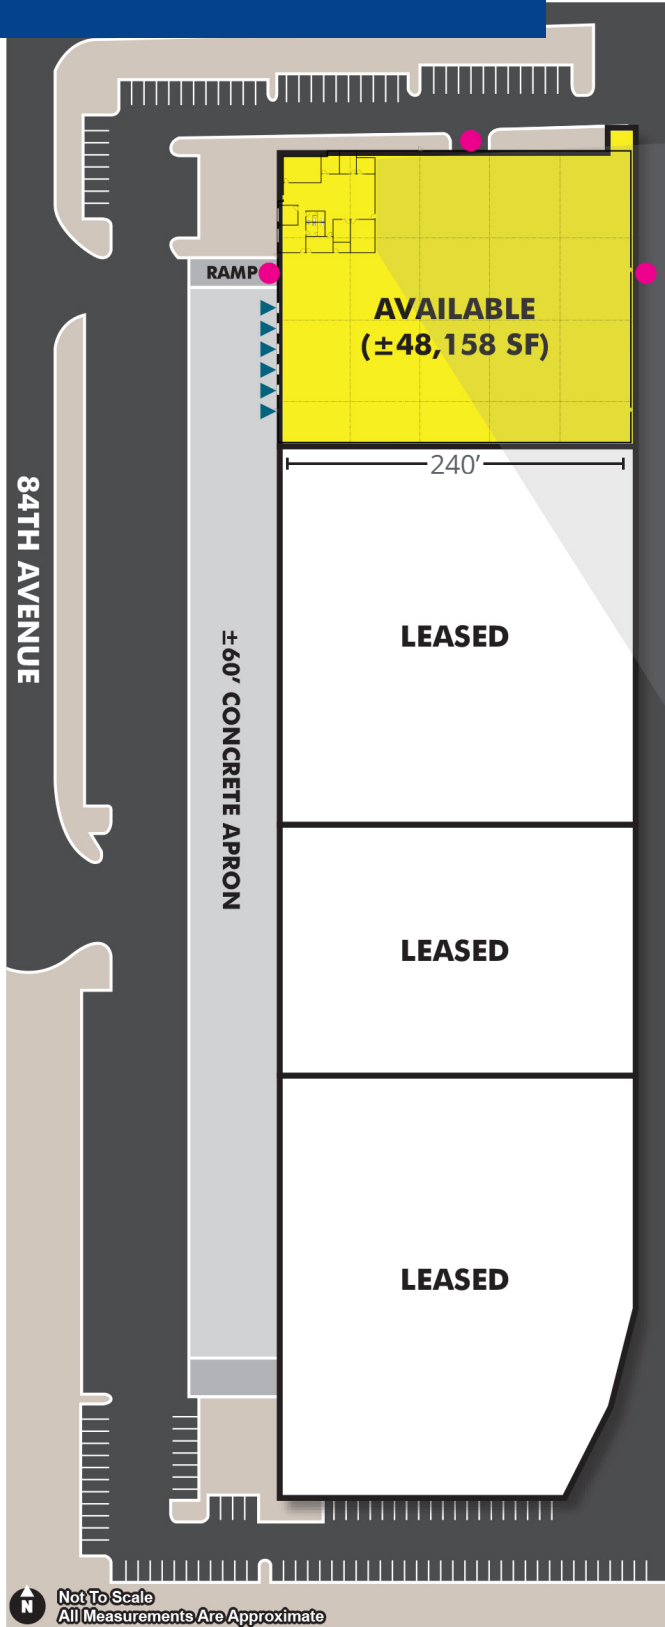 RAMP
AVAILABLE
(±48,158 SF)
240’
84TH AVENUE
LEASED
±60’ CONCRETE APRON
LEASED
LEASED
N
Not To Scale
All Measurements Are Approximate